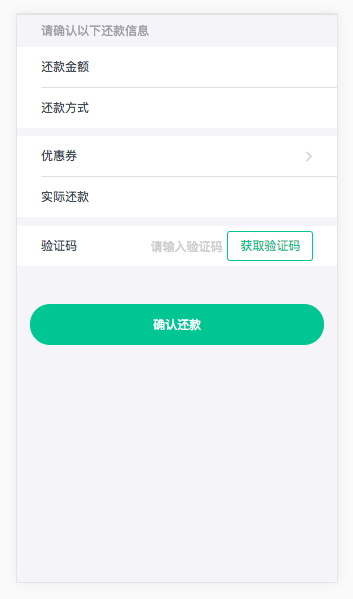 请确认以下还款信息
还款金额
还款方式
优惠券
实际还款
验证码 请输入验证码 获取验证码
确认还款